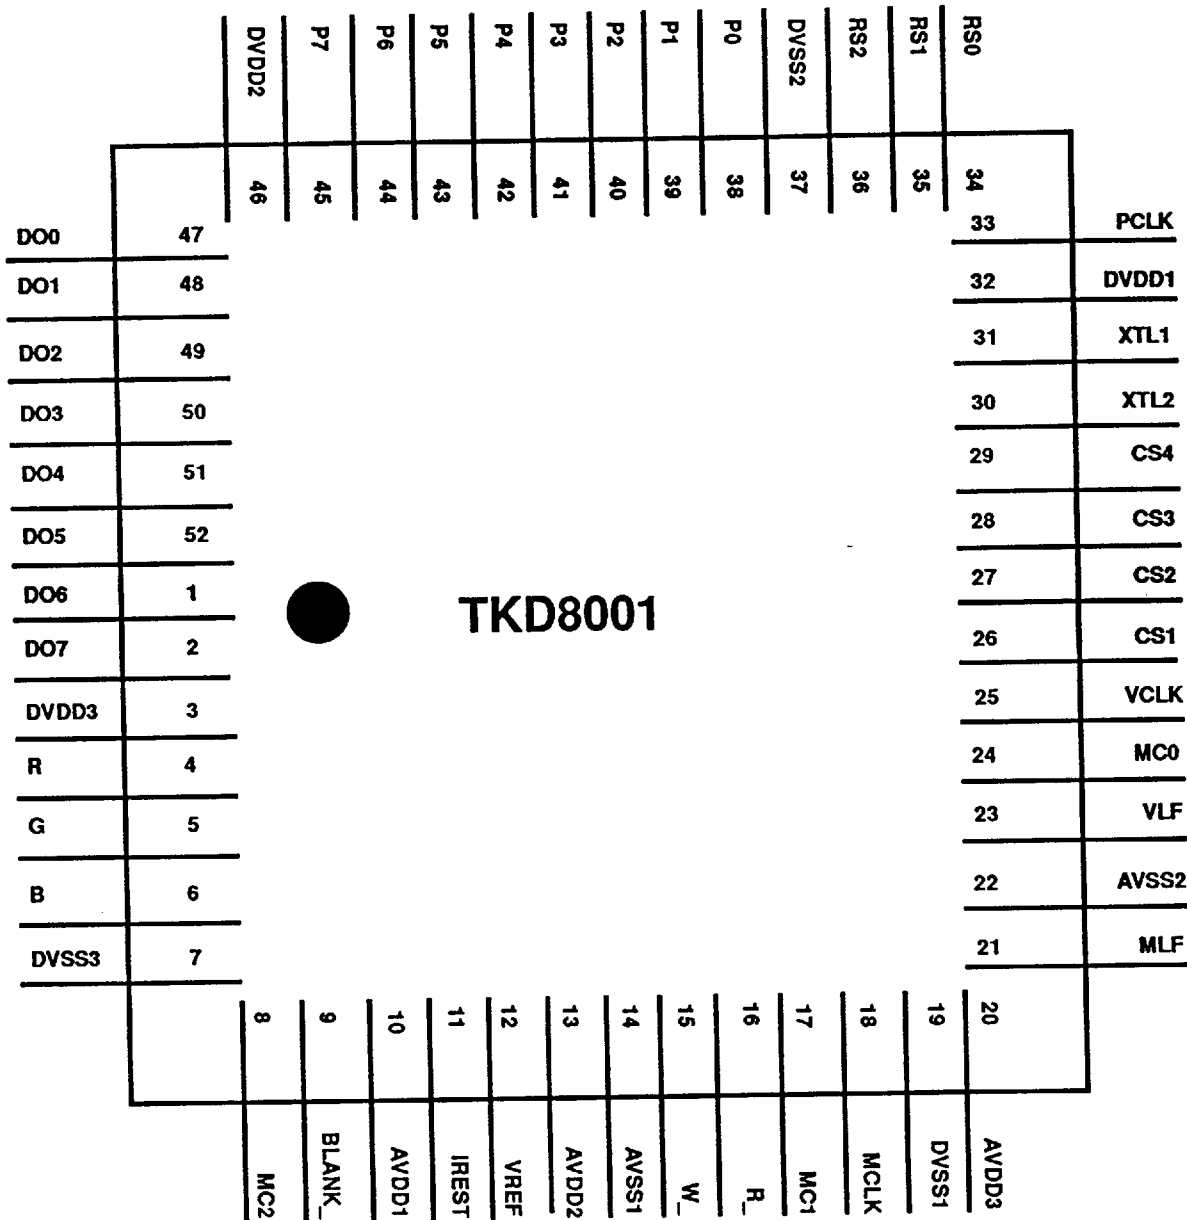 DVDD2 P7 P6 P5 P4 P3 P2 P1 P0 DVSS2 RS2 RS1 RS0
46 45 44 43 42 41 40 39 38 37 36 35 34
DO0 47 33 PCLK
DO1 48 32 DVDD1
DO2 49 31 XTL1
DO3 50 30 XTL2
DO4 51 29 CS4
DO5 52 28 CS3
DO6 1 TKD8001 27 CS2
DO7 2 26 CS1
DVDD3 3 25 VCLK
R 4 24 MC0
G 5 23 VLF
B 6 22 AVSS2
DVSS3 7 21 MLF
8 9 10 11 12 13 14 15 16 17 18 19 20
MC2 BLANK_ AVDD1 IREST VREF AVDD2 AVSS1 W_ R_ MC1 MCLK DVSS1 AVDD3